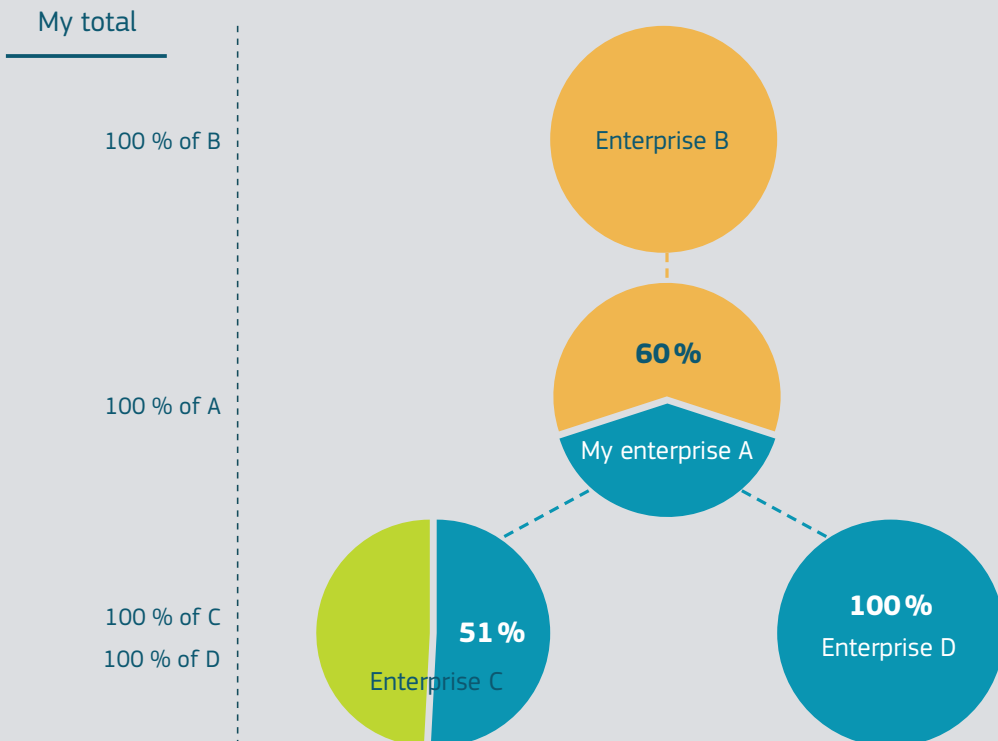 My total
100 % of B
Enterprise B
60 %
100 % of A
My enterprise A
100 % of C
100 % of D
51 %
Enterprise C
100 %
Enterprise D